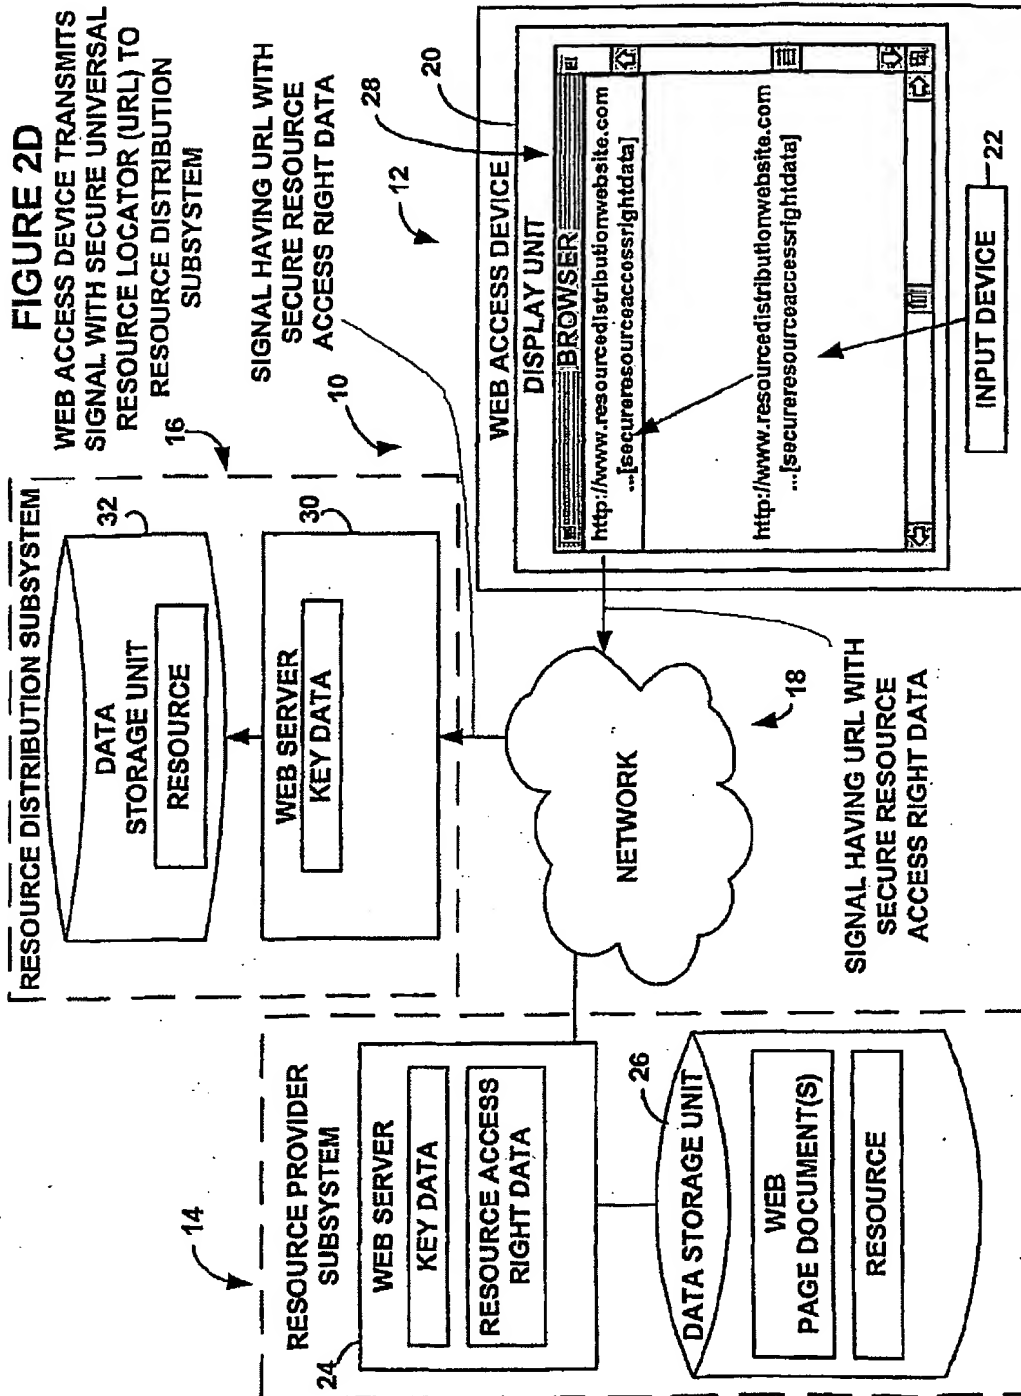 FIGURE 2D
WEB ACCESS DEVICE TRANSMITS
SIGNAL WITH SECURE UNIVERSAL
RESOURCE LOCATOR (URL) TO
RESOURCE DISTRIBUTION
SUBSYSTEM
RESOURCE DISTRIBUTION SUBSYSTEM
16
32
DATA
STORAGE UNIT
RESOURCE
30
WEB SERVER
KEY DATA
10
SIGNAL HAVING URL WITH
SECURE RESOURCE
ACCESS RIGHT DATA
12
14
RESOURCE PROVIDER
SUBSYSTEM
24
WEB SERVER
KEY DATA
RESOURCE ACCESS
RIGHT DATA
26
DATA STORAGE UNIT
WEB
PAGE DOCUMENT(S)
RESOURCE
NETWORK
18
SIGNAL HAVING URL WITH
SECURE RESOURCE
ACCESS RIGHT DATA
WEB ACCESS DEVICE
20
DISPLAY UNIT
28
BROWSER
http://www.resourcedistributionwebsite.com
...[secureresourceaccossrightdata]
http://www.resourcedistributionwebsite.com
...[secureresourceaccessrightdata]
INPUT DEVICE
22